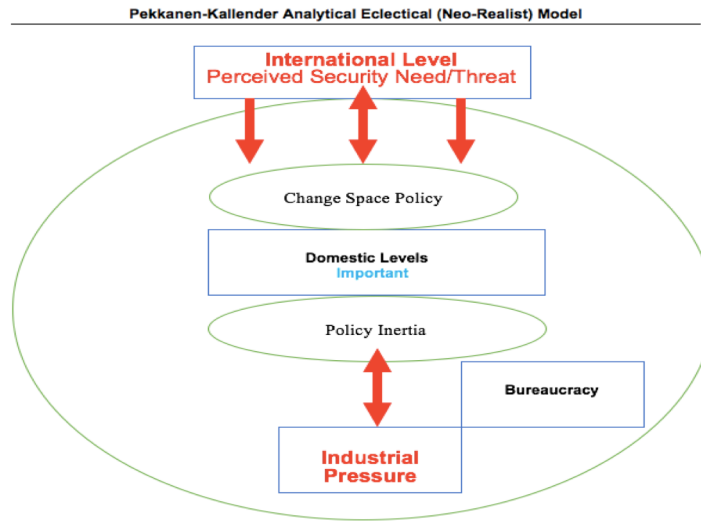 Pekkanen-Kallender Analytical Eclectical (Neo-Realist) Model
International Level
Perceived Security Need/Threat
Change Space Policy
Domestic Levels
Important
Policy Inertia
Bureaucracy
Industrial
Pressure